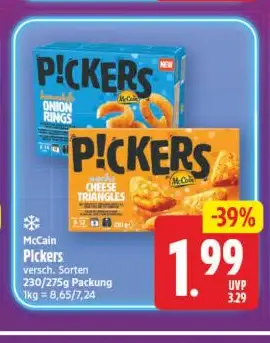 P!CKERS
NEW
McCain
ONION
RINGS
P!CKERS
McCain
CHEESE
TRIANGLES
McCain
P!ckers
versch. Sorten
230/275g Packung
1kg = 8,65/7,24
-39%
1.99
UVP
3.29